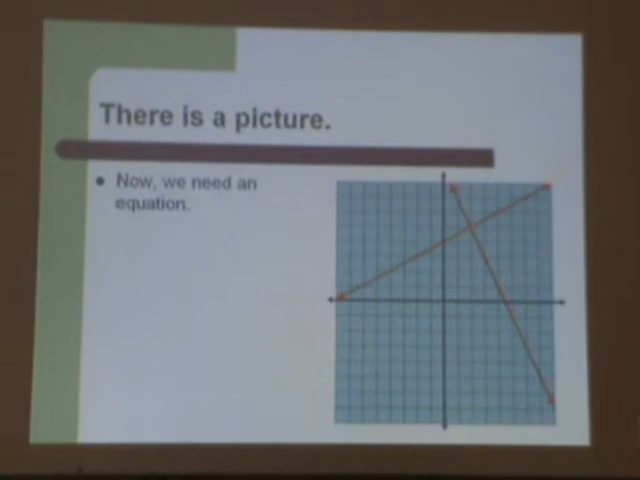 There is a picture.
Now, we need an
equation.